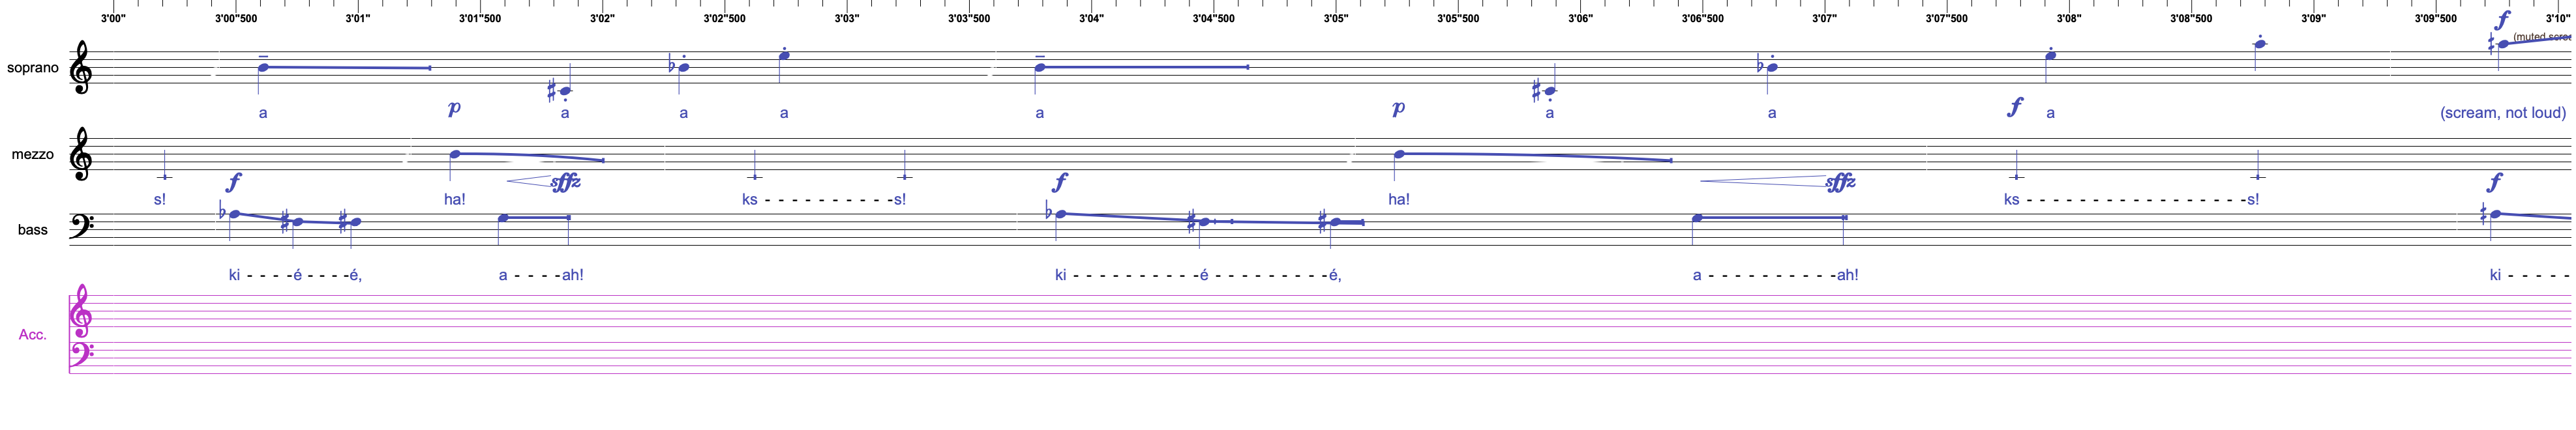 3'00" 3'00"500 3'01" 3'01"500 3'02" 3'02"500 3'03" 3'03"500 3'04" 3'04"500 3'05" 3'05"500 3'06" 3'06"500 3'07" 3'07"500 3'08" 3'08"500 3'09" 3'09"500 3'10"
f
(muted
soprano
p p f
a a a a a a a a (scream, not loud)
mezzo
f sffz f sffz f
s! ha! ks - - - - - - - - - -s! ha! ks - - - - - - - - - - - - - - - - -s!
bass
ki - - - -é - - - -é, a - - - -ah! ki - - - - - - - - - -é - - - - - - - - -é, a - - - - - - - - - -ah! ki - - - - -
Acc.